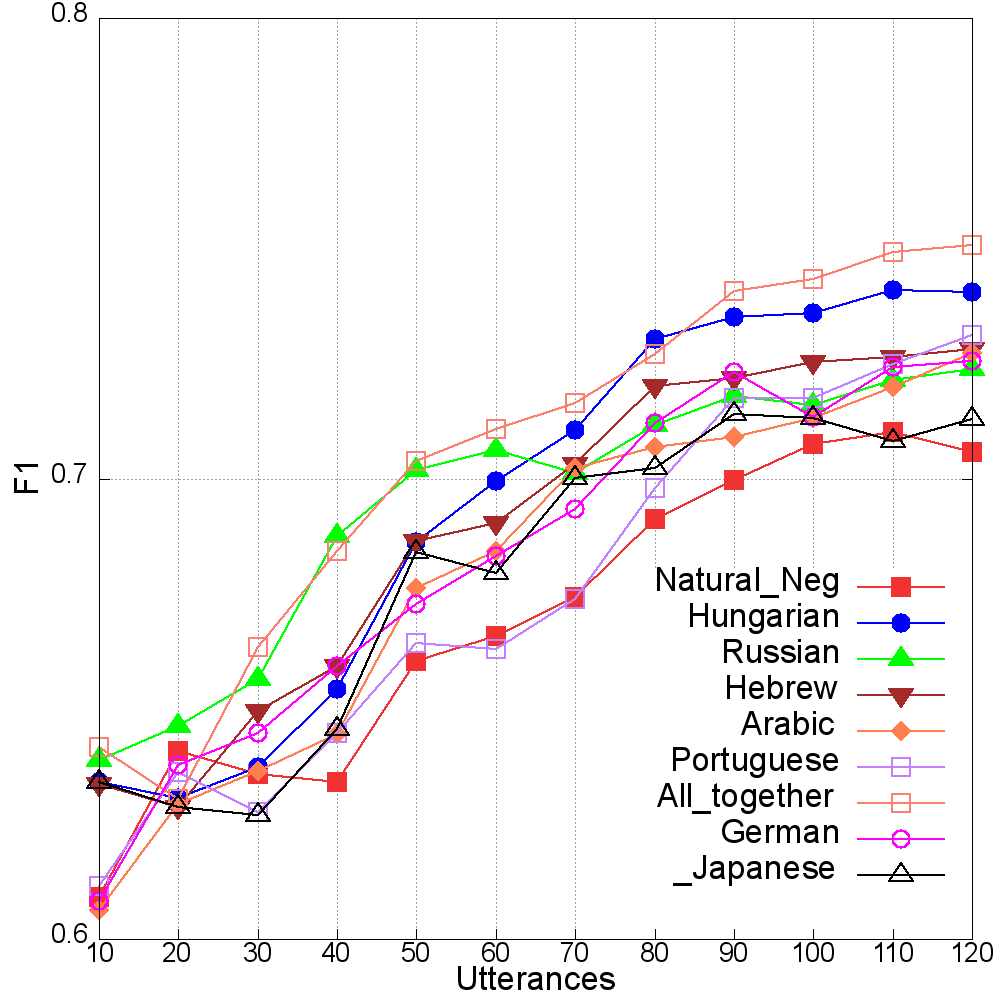 0.8
F1
0.7
Natural_Neg
Hungarian
Russian
Hebrew
Arabic
Portuguese
All_together
German
_Japanese
0.6
10 20 30 40 50 60 70 80 90 100 110 120
Utterances